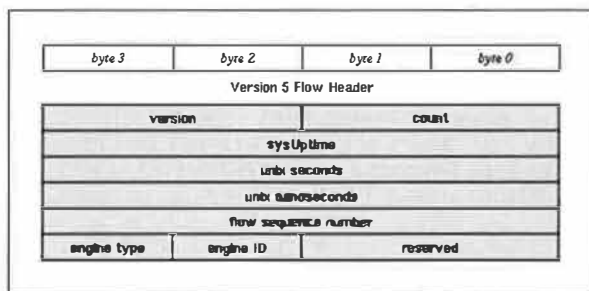 byte 3 byte 2 byte 1 byte 0
Version 5 Flow Header
version count
sysUptime
unix seconds
unix nanoseconds
flow sequence number
engine type engine ID reserved